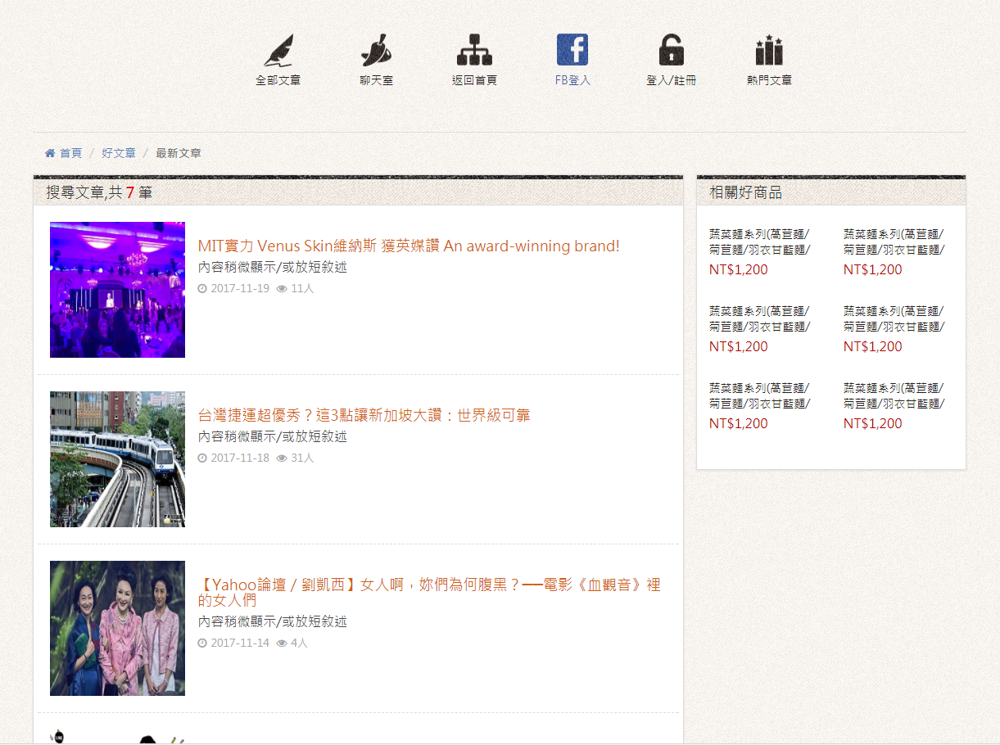 全部文章
聊天室
返回首頁
FB登入
登入/註冊
熱門文章
首頁 / 好文章 / 最新文章
搜尋文章,共 7 筆
MIT實力 Venus Skin維納斯 獲英媒讚 An award-winning brand!
內容稍微顯示/或放短敘述
2017-11-19 11人
台灣捷運超優秀？這3點讓新加坡大讚：世界級可靠
內容稍微顯示/或放短敘述
2017-11-18 31人
【Yahoo論壇／劉凱西】女人啊，妳們為何腹黑？──電影《血觀音》裡
的女人們
內容稍微顯示/或放短敘述
2017-11-14 4人
相關好商品
蔬菜麵系列(萵苣麵/
菊苣麵/羽衣甘藍麵/
NT$1,200
蔬菜麵系列(萵苣麵/
菊苣麵/羽衣甘藍麵/
NT$1,200
蔬菜麵系列(萵苣麵/
菊苣麵/羽衣甘藍麵/
NT$1,200
蔬菜麵系列(萵苣麵/
菊苣麵/羽衣甘藍麵/
NT$1,200
蔬菜麵系列(萵苣麵/
菊苣麵/羽衣甘藍麵/
NT$1,200
蔬菜麵系列(萵苣麵/
菊苣麵/羽衣甘藍麵/
NT$1,200